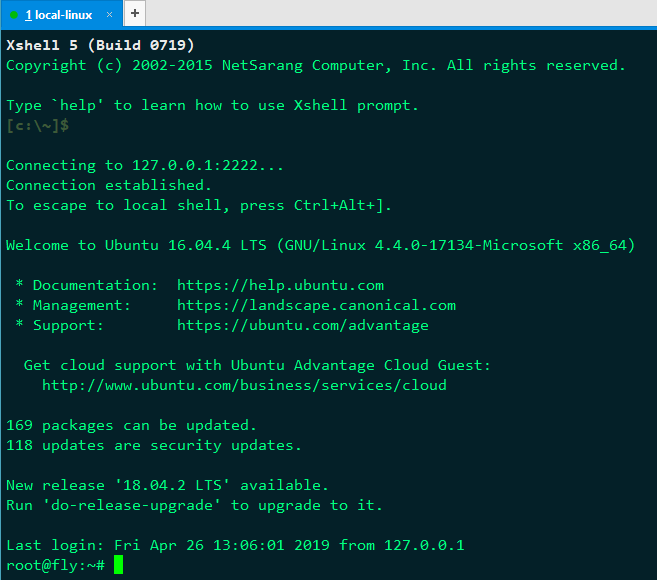 1 local-linux × +
Xshell 5 (Build 0719)
Copyright (c) 2002-2015 NetSarang Computer, Inc. All rights reserved.
Type `help' to learn how to use Xshell prompt.
[c:\~]$
Connecting to 127.0.0.1:2222...
Connection established.
To escape to local shell, press Ctrl+Alt+].
Welcome to Ubuntu 16.04.4 LTS (GNU/Linux 4.4.0-17134-Microsoft x86_64)
* Documentation:  https://help.ubuntu.com
* Management:     https://landscape.canonical.com
* Support:        https://ubuntu.com/advantage
Get cloud support with Ubuntu Advantage Cloud Guest:
http://www.ubuntu.com/business/services/cloud
169 packages can be updated.
118 updates are security updates.
New release '18.04.2 LTS' available.
Run 'do-release-upgrade' to upgrade to it.
Last login: Fri Apr 26 13:06:01 2019 from 127.0.0.1
root@fly:~#